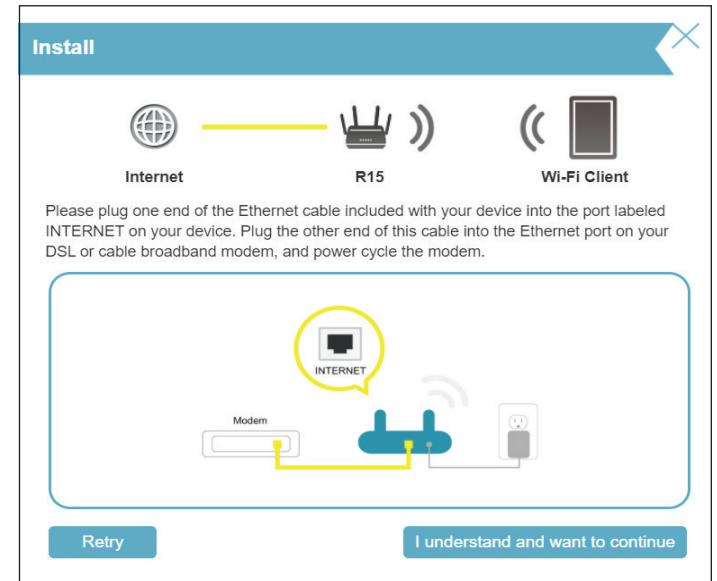 Install
Internet
R15
Wi-Fi Client
Please plug one end of the Ethernet cable included with your device into the port labeled
INTERNET on your device. Plug the other end of this cable into the Ethernet port on your
DSL or cable broadband modem, and power cycle the modem.
INTERNET
Modem
Retry
I understand and want to continue